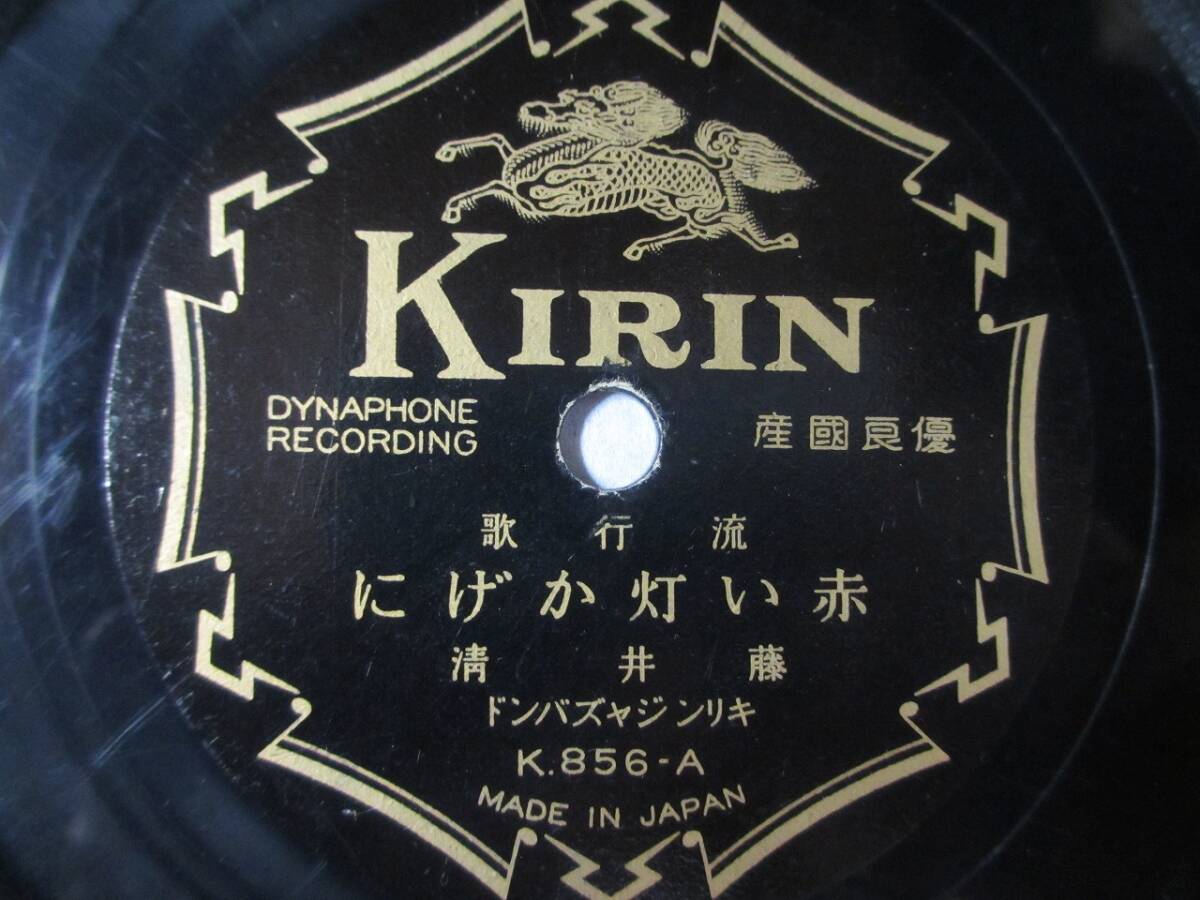 KIRIN
DYNAPHONE
RECORDING
優良國産
流行歌
赤い灯かげに
藤井清
キリンジャズバンド
K.856-A
MADE IN JAPAN